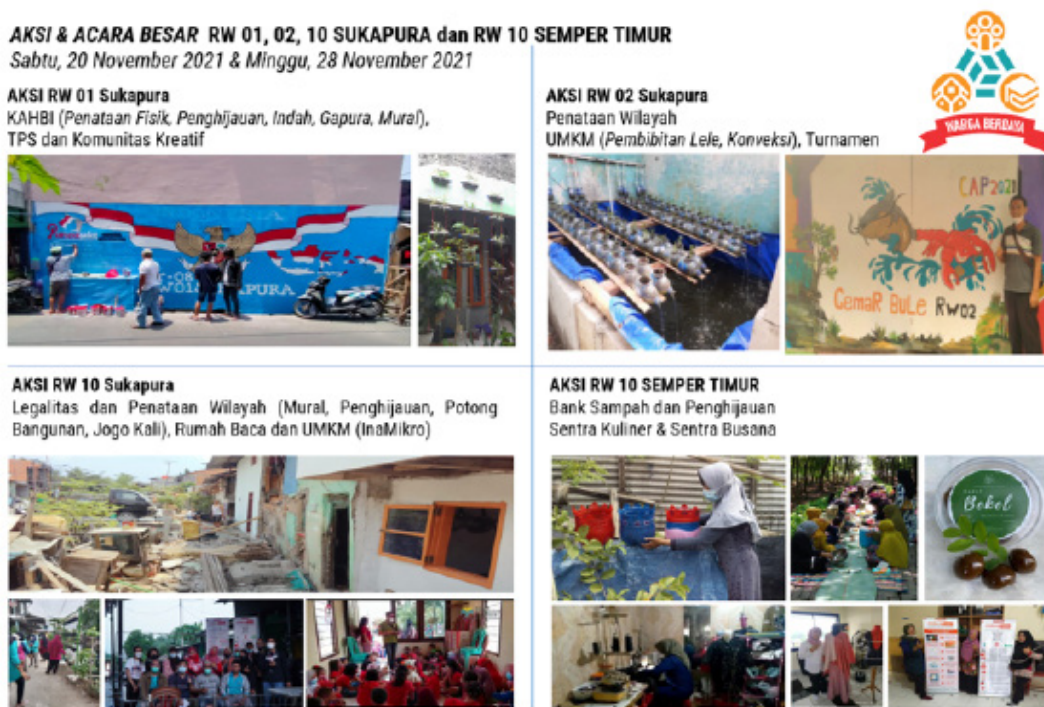 AKSI & ACARA BESAR RW 01, 02, 10 SUKAPURA dan RW 10 SEMPER TIMUR
Sabtu, 20 November 2021 & Minggu, 28 November 2021
WARGA BERDAYA
AKSI RW 01 Sukapura
KAHBI (Penataan Fisik, Penghijauan, Indah, Gapura, Mural),
TPS dan Komunitas Kreatif
AKSI RW 02 Sukapura
Penataan Wilayah
UMKM (Pembibitan Lele, Konveksi), Turnamen
CAP2021
CemaR BuLe RW02
AKSI RW 10 Sukapura
Legalitas dan Penataan Wilayah (Mural, Penghijauan, Potong
Bangunan, Jogo Kali), Rumah Baca dan UMKM (InaMikro)
AKSI RW 10 SEMPER TIMUR
Bank Sampah dan Penghijauan
Sentra Kuliner & Sentra Busana
Bekel